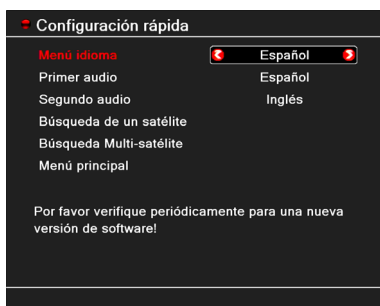 Configuración rápida
Menú idioma Español
Primer audio Español
Segundo audio Inglés
Búsqueda de un satélite
Búsqueda Multi-satélite
Menú principal
Por favor verifique periódicamente para una nueva
versión de software!